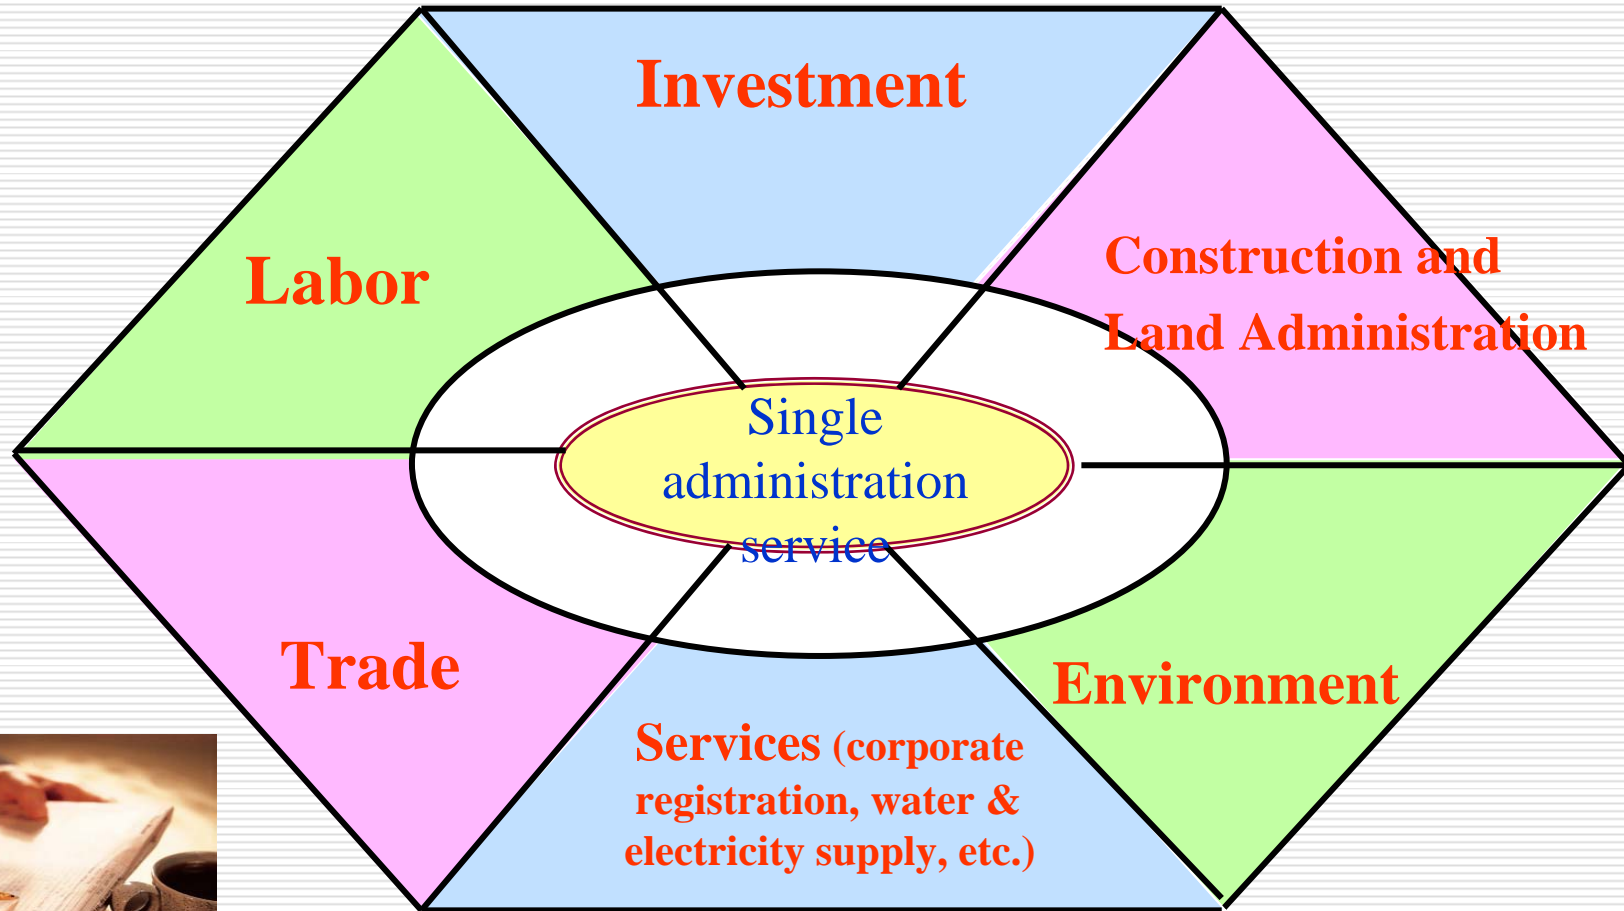 Investment
Labor
Construction and
Land Administration
Single
administration
service
Trade
Environment
Services (corporate
registration, water &
electricity supply, etc.)